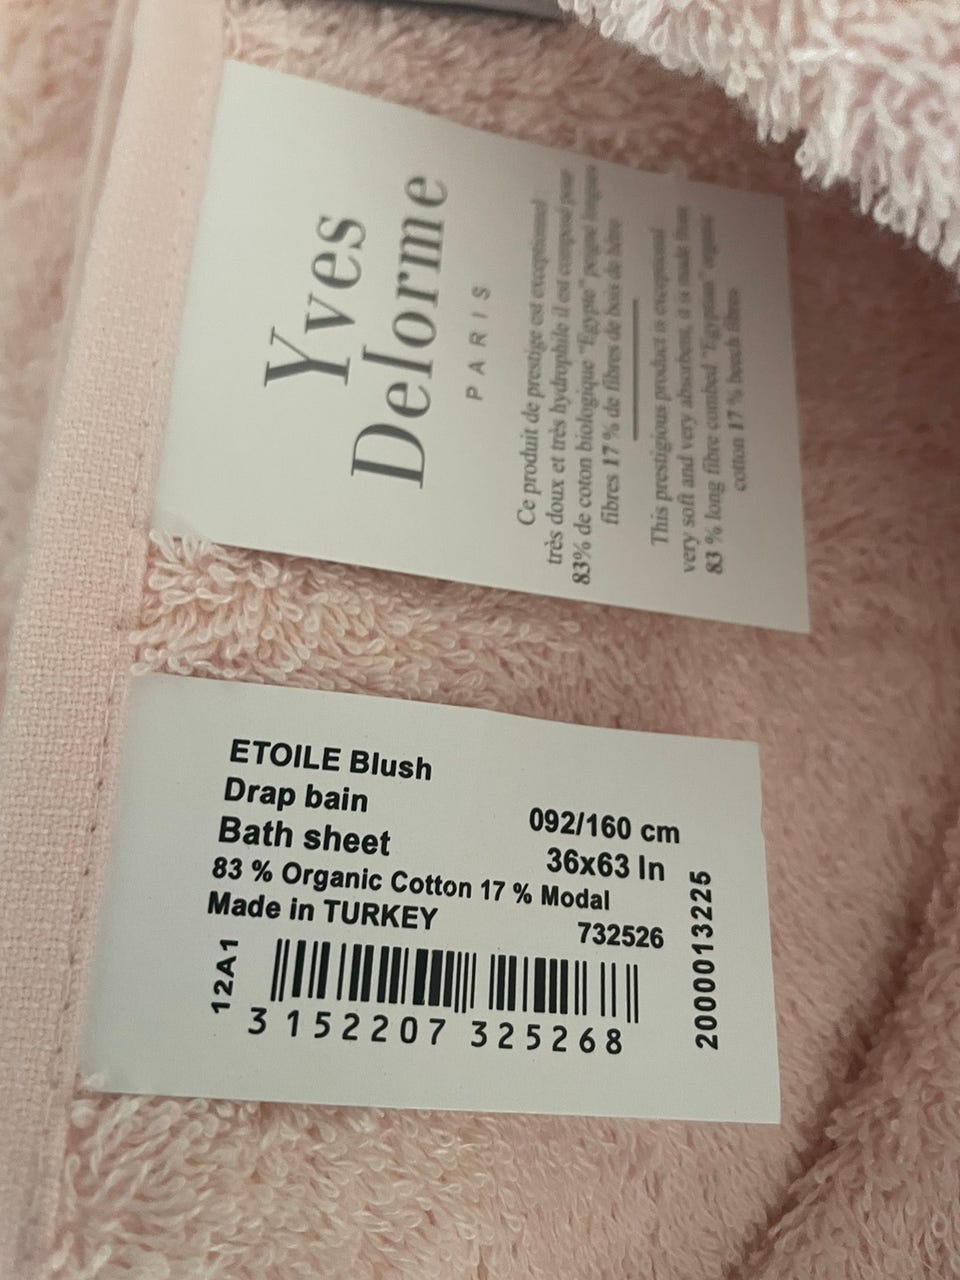 Yves
Delorme
PARIS
Ce produit de prestige est exceptionnel
très doux et très hydrophile il est composé pour
83% de coton biologique "Egypte" peigné longues
fibres 17 % de fibres de bois de hêtre
This prestigious product is exceptional
very soft and very absorbent, it is made from
83 % long fibre combed "Egyptian" organic
cotton 17 % beech fibres
ETOILE Blush
Drap bain
092/160 cm
Bath sheet
36x63 In
83 % Organic Cotton 17 % Modal
Made in TURKEY
732526
12A1
3 152207 325268
2000013225